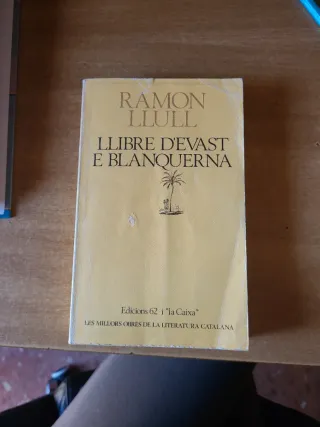 RAMON
LLULL
LLIBRE D'EVAST
E BLANQUERNA
Edicions 62 i "la Caixa"
LES MILLORS OBRES DE LA LITERATURA CATALANA